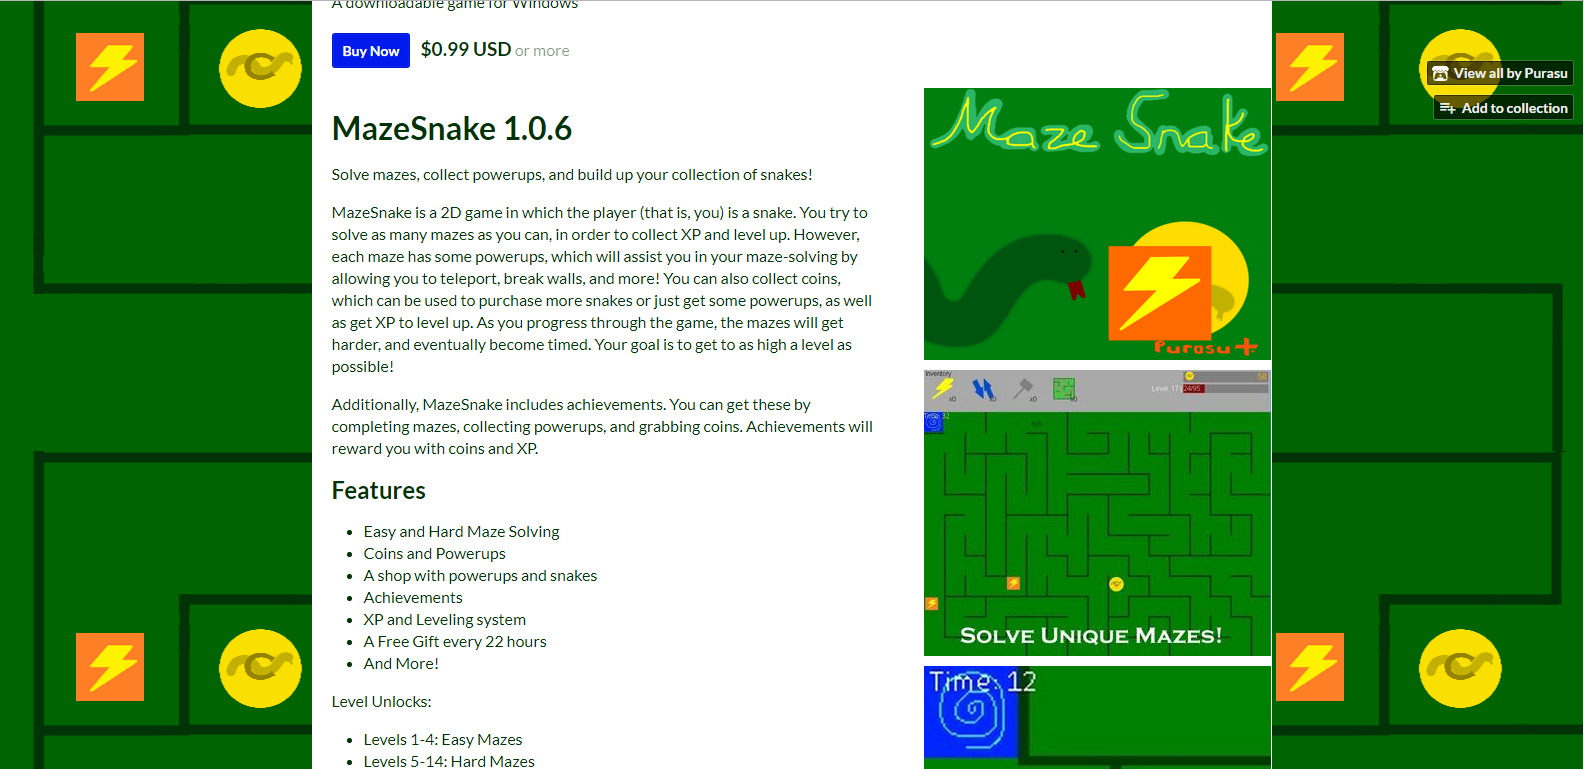 A downloadable game for Windows
Buy Now $0.99 USD or more
View all by Purasu
Add to collection
MazeSnake 1.0.6
Solve mazes, collect powerups, and build up your collection of snakes!
MazeSnake is a 2D game in which the player (that is, you) is a snake. You try to
solve as many mazes as you can, in order to collect XP and level up. However,
each maze has some powerups, which will assist you in your maze-solving by
allowing you to teleport, break walls, and more! You can also collect coins,
which can be used to purchase more snakes or just get some powerups, as well
as get XP to level up. As you progress through the game, the mazes will get
harder, and eventually become timed. Your goal is to get to as high a level as
possible!
Additionally, MazeSnake includes achievements. You can get these by
completing mazes, collecting powerups, and grabbing coins. Achievements will
reward you with coins and XP.
Features
Easy and Hard Maze Solving
Coins and Powerups
A shop with powerups and snakes
Achievements
XP and Leveling system
A Free Gift every 22 hours
And More!
Level Unlocks:
Levels 1-4: Easy Mazes
Levels 5-14: Hard Mazes
Maze Snake
Purasu+
Inventory
x0 x0 x0 x0
Level: 17 24/95
Time: 32
SOLVE UNIQUE MAZES!
Time: 12